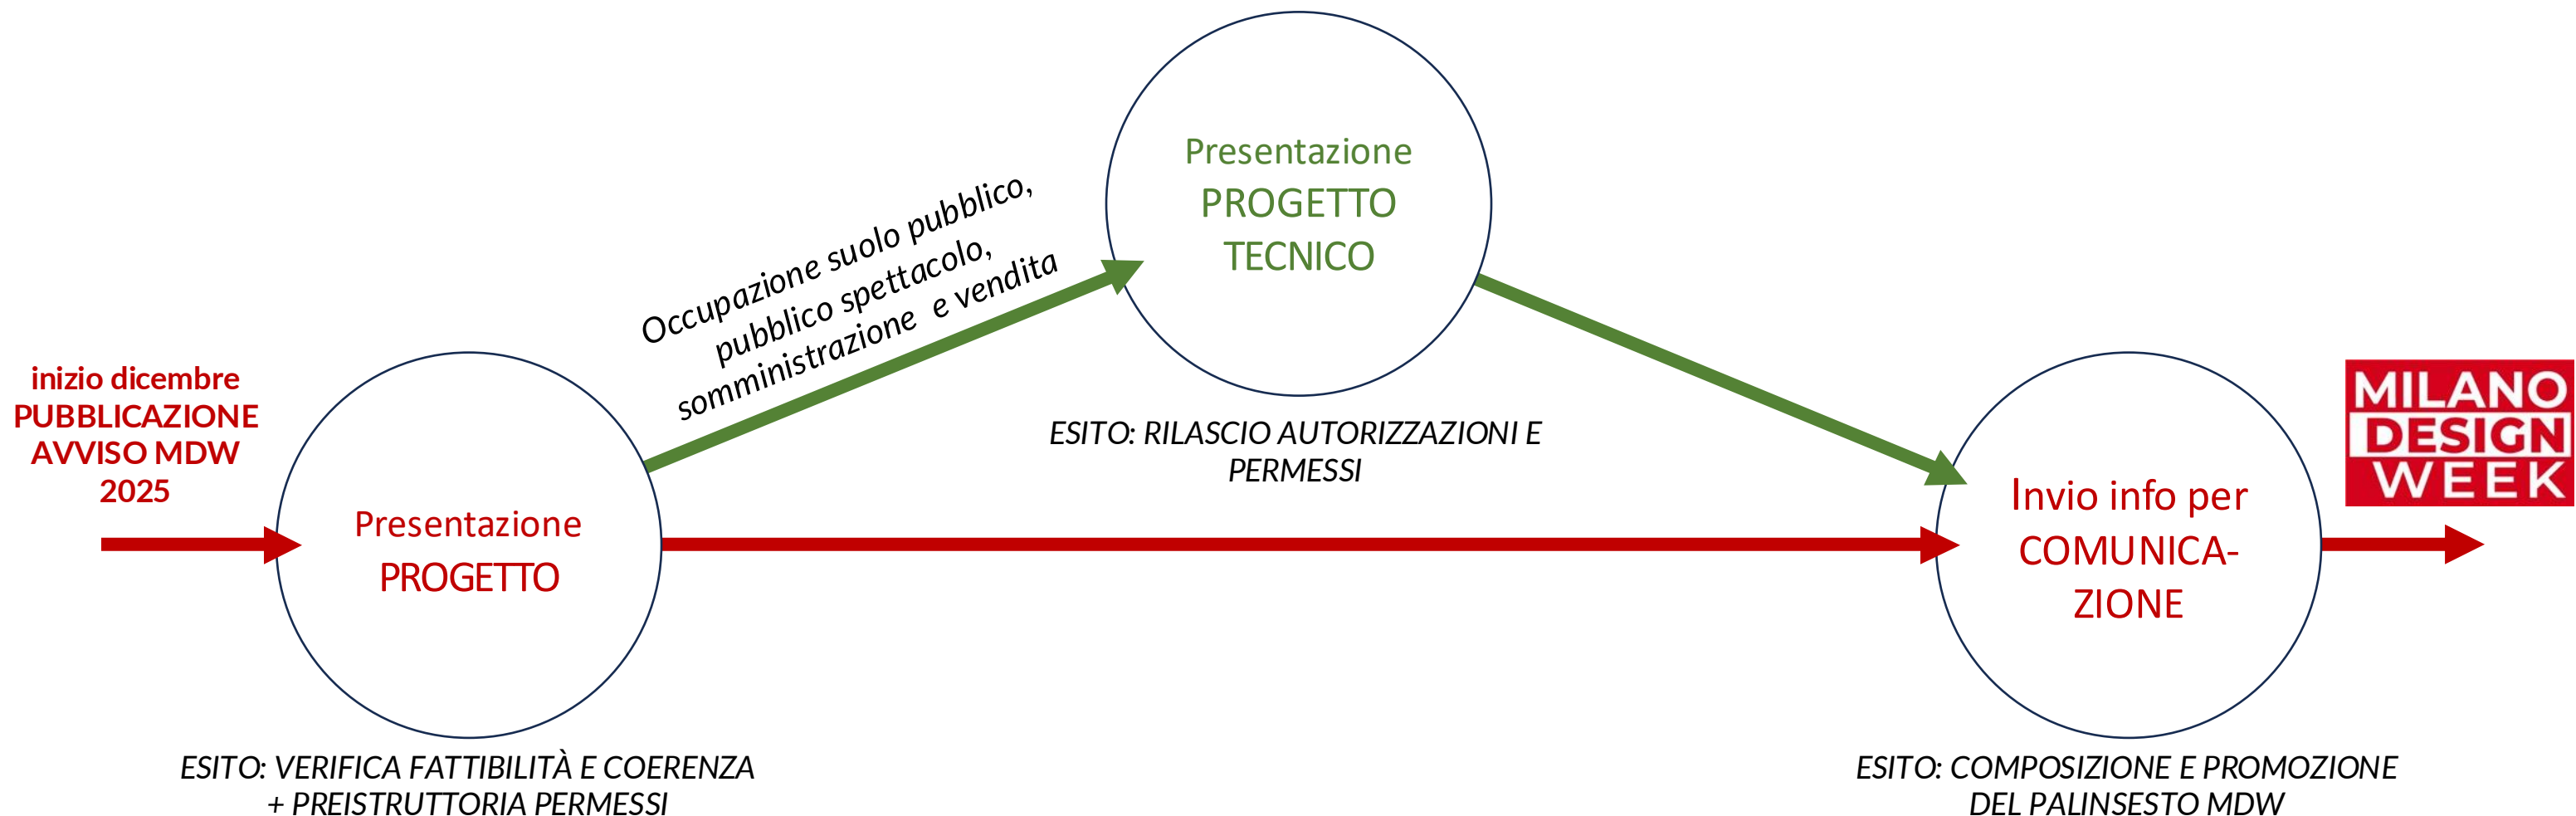 inizio dicembre
PUBBLICAZIONE
AVVISO MDW
2025
Presentazione
PROGETTO
ESITO: VERIFICA FATTIBILITÀ E COERENZA
+ PREISTRUTTORIA PERMESSI
Occupazione suolo pubblico,
pubblico spettacolo,
somministrazione e vendita
Presentazione
PROGETTO
TECNICO
ESITO: RILASCIO AUTORIZZAZIONI E
PERMESSI
Invio info per
COMUNICA-
ZIONE
ESITO: COMPOSIZIONE E PROMOZIONE
DEL PALINSESTO MDW
MILANO
DESIGN
WEEK